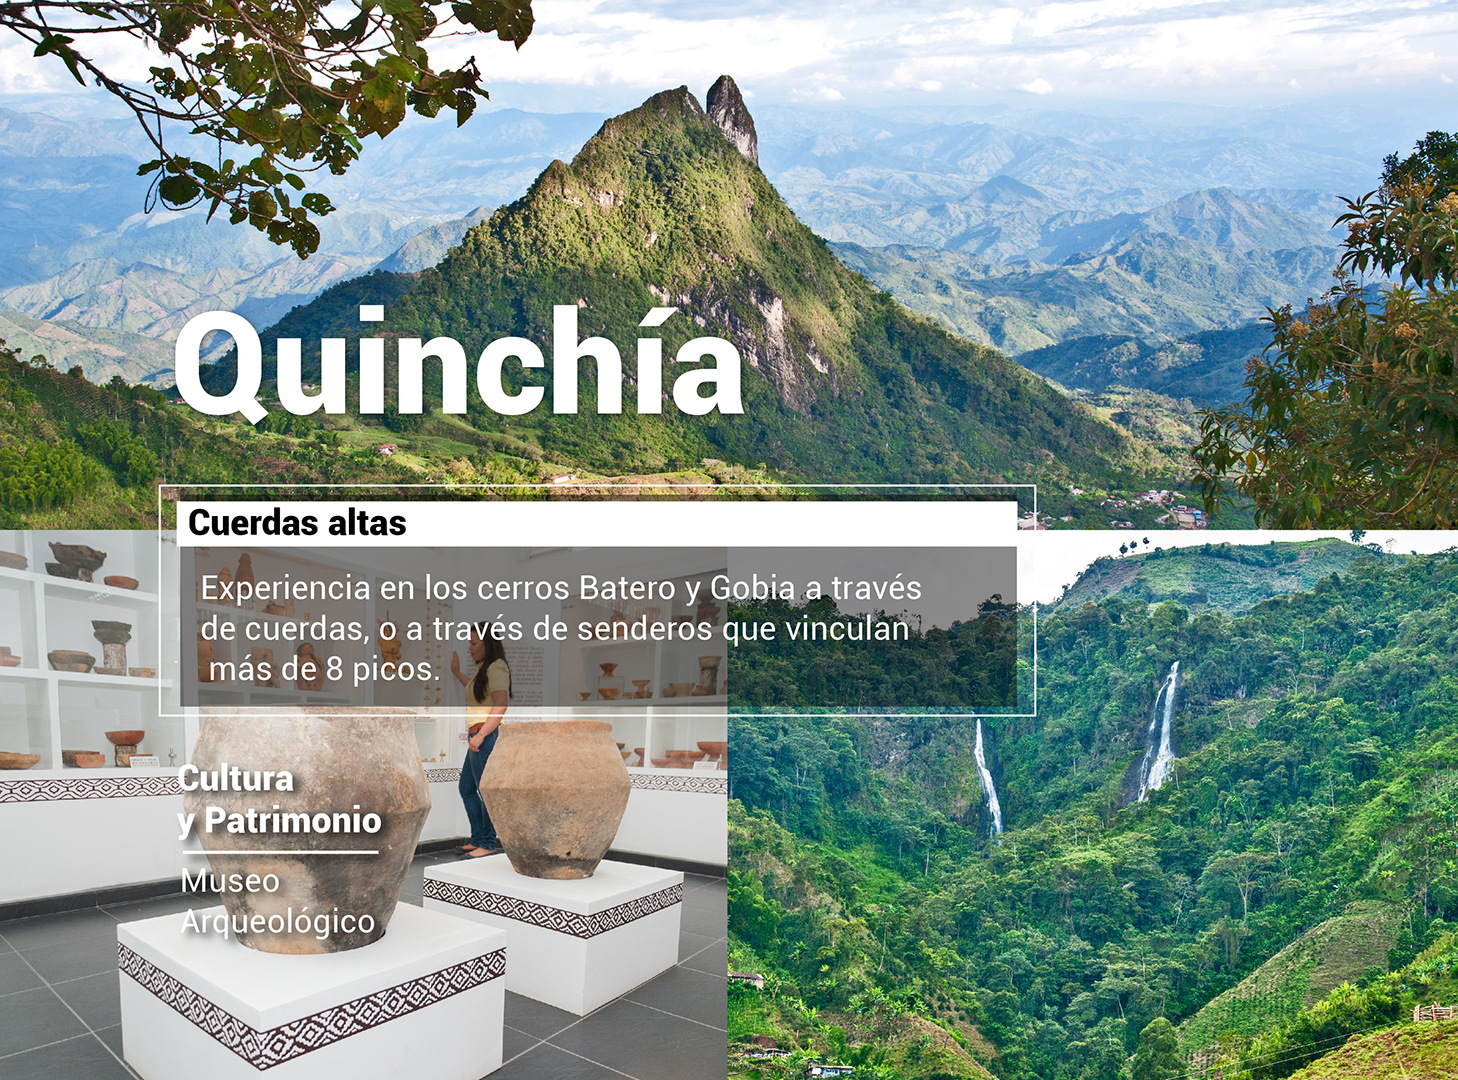 Quinchía
Cuerdas altas
Experiencia en los cerros Batero y Gobia a través
de cuerdas, o a través de senderos que vinculan
más de 8 picos.
Cultura
y Patrimonio
Museo
Arqueológico